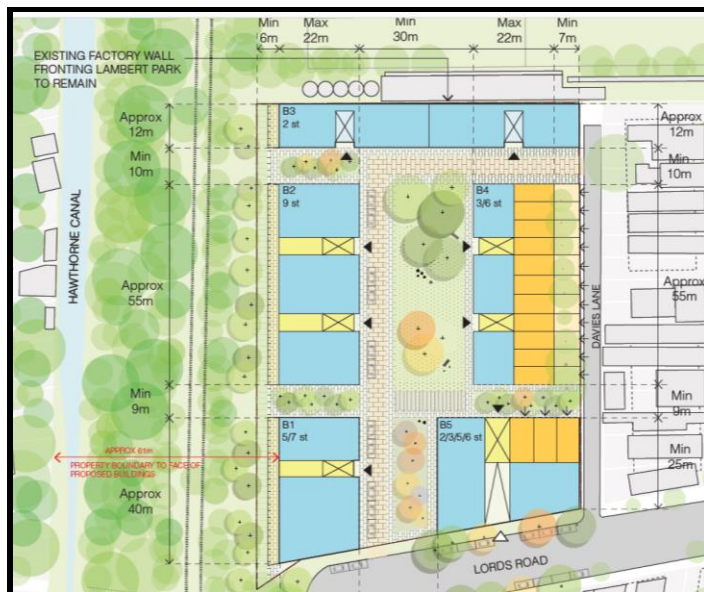 Min
6m
Max
22m
Min
30m
Max
22m
Min
7m
EXISTING FACTORY WALL
FRONTING LAMBERT PARK
TO REMAIN
Approx
12m
Min
10m
Approx
55m
Min
9m
Approx
40m
HAWTHORNE CANAL
APPROX 61m
PROPERTY BOUNDARY TO FACE OF
PROPOSED BUILDINGS
B3
2 st
B2
9 st
B4
3/6 st
B1
5/7 st
B5
2/3/5/6 st
Approx
12m
Min
10m
Approx
55m
Min
9m
Min
25m
DAVIES LANE
LORDS ROAD